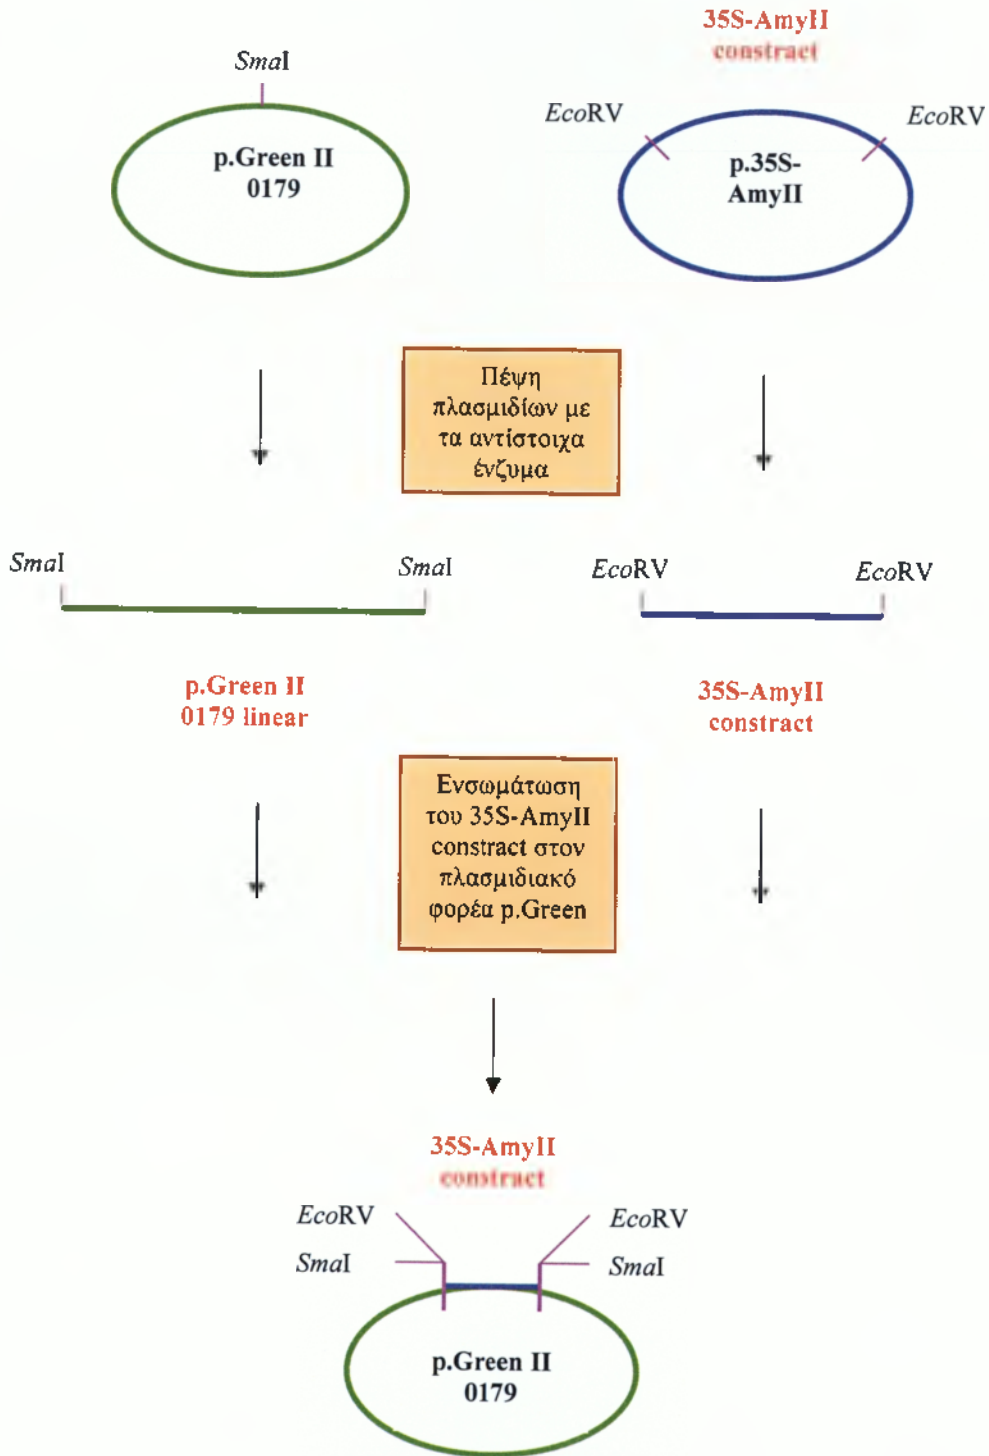 35S-AmyII
constract
SmaI
EcoRV
EcoRV
p.Green II
0179
p.35S-
AmyII
Πέψη
πλασμιδίων με
τα αντίστοιχα
ένζυμα
SmaI
SmaI
EcoRV
EcoRV
p.Green II
0179 linear
35S-AmyII
constract
Ενσωμάτωση
του 35S-AmyII
constract στον
πλασμιδιακό
φορέα p.Green
35S-AmyII
constract
EcoRV
EcoRV
SmaI
SmaI
p.Green II
0179